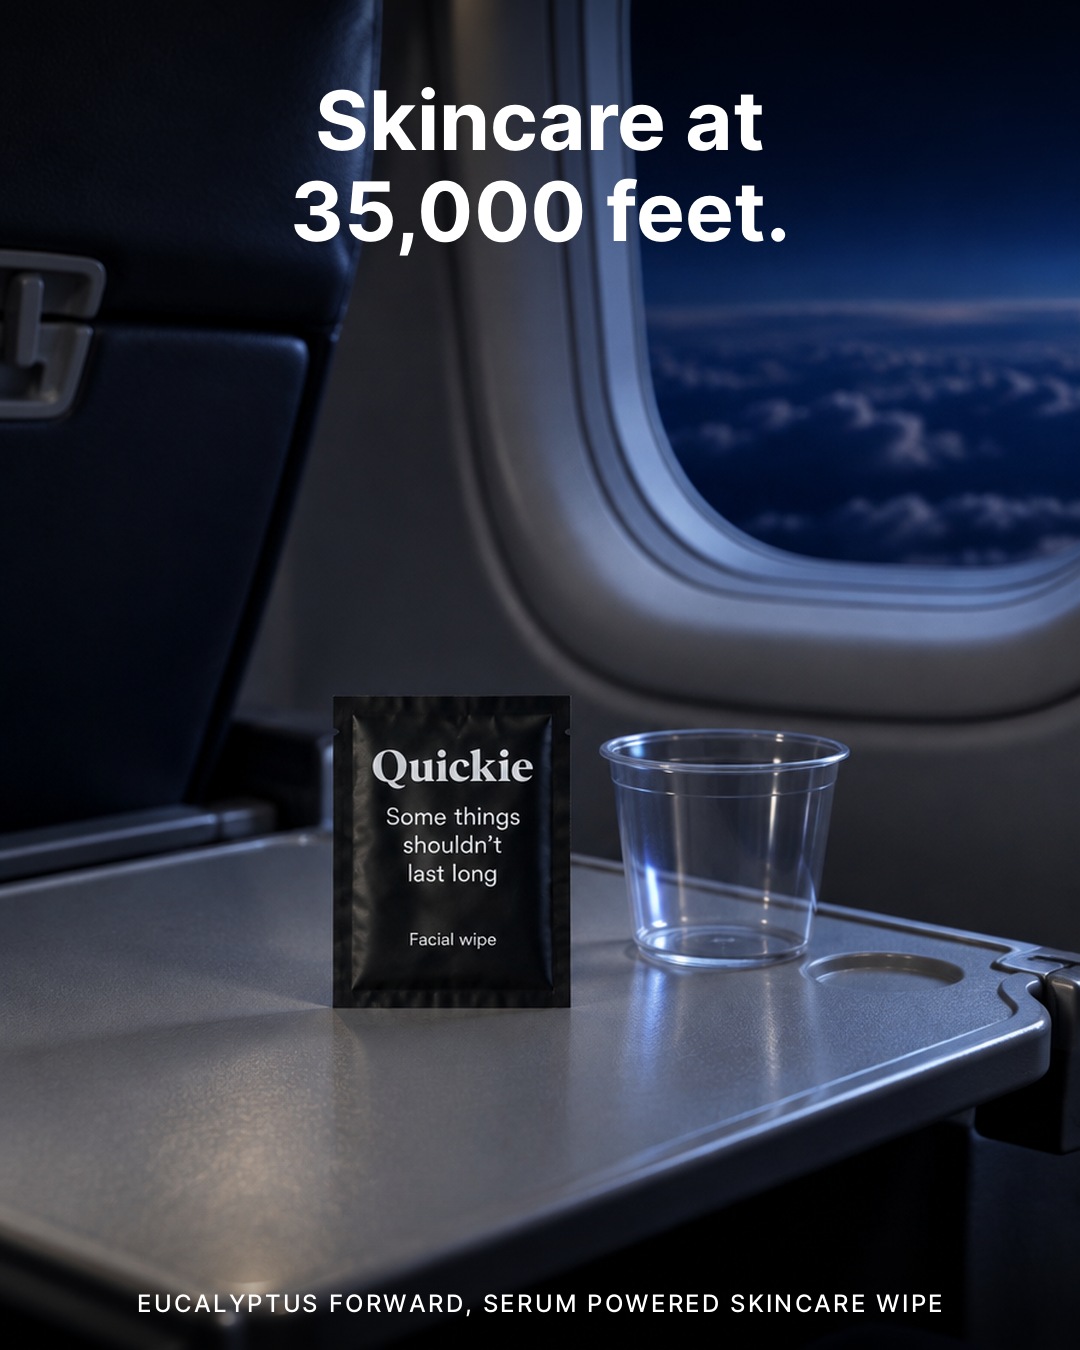 Skincare at
35,000 feet.
Quickie
Some things
shouldn’t
last long
Facial wipe
EUCALYPTUS FORWARD, SERUM POWERED SKINCARE WIPE